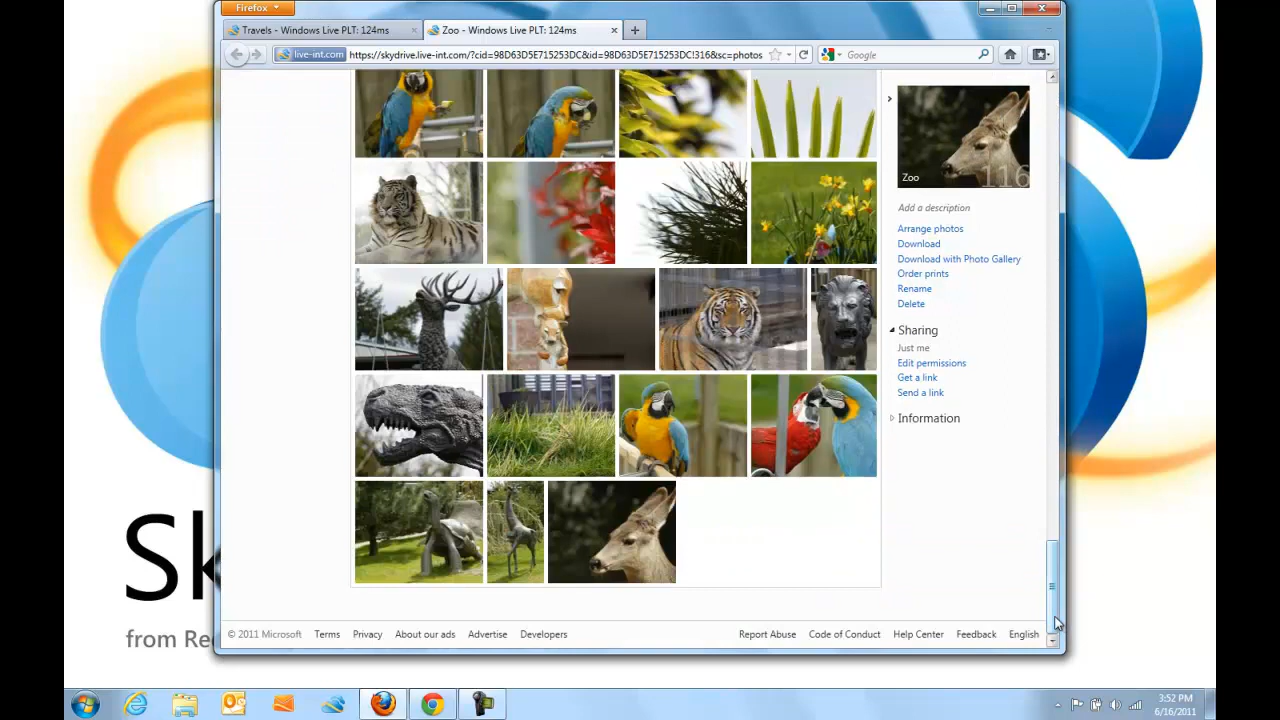 Firefox
Travels - Windows Live PLT: 124ms
Zoo - Windows Live PLT: 124ms
live-int.com https://skydrive.live-int.com/?cid=98D63D5E715253DC&id=98D63D5E715253DC!316&sc=photos
Google
Zoo
116
Add a description
Arrange photos
Download
Download with Photo Gallery
Order prints
Rename
Delete
Sharing
Just me
Edit permissions
Get a link
Send a link
Information
© 2011 Microsoft Terms Privacy About our ads Advertise Developers Report Abuse Code of Conduct Help Center Feedback English
Sk
from Re
3:52 PM
6/16/2011